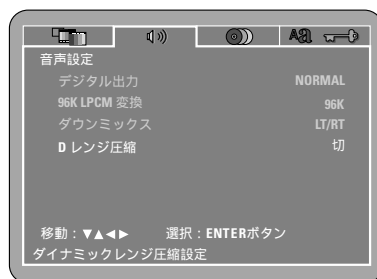 Aあ
音声設定
デジタル出力 NORMAL
96K LPCM 変換 96K
ダウンミックス LT/RT
D レンジ圧縮 切
移動：▼▲◀▶ 選択：ENTERボタン
ダイナミックレンジ圧縮設定